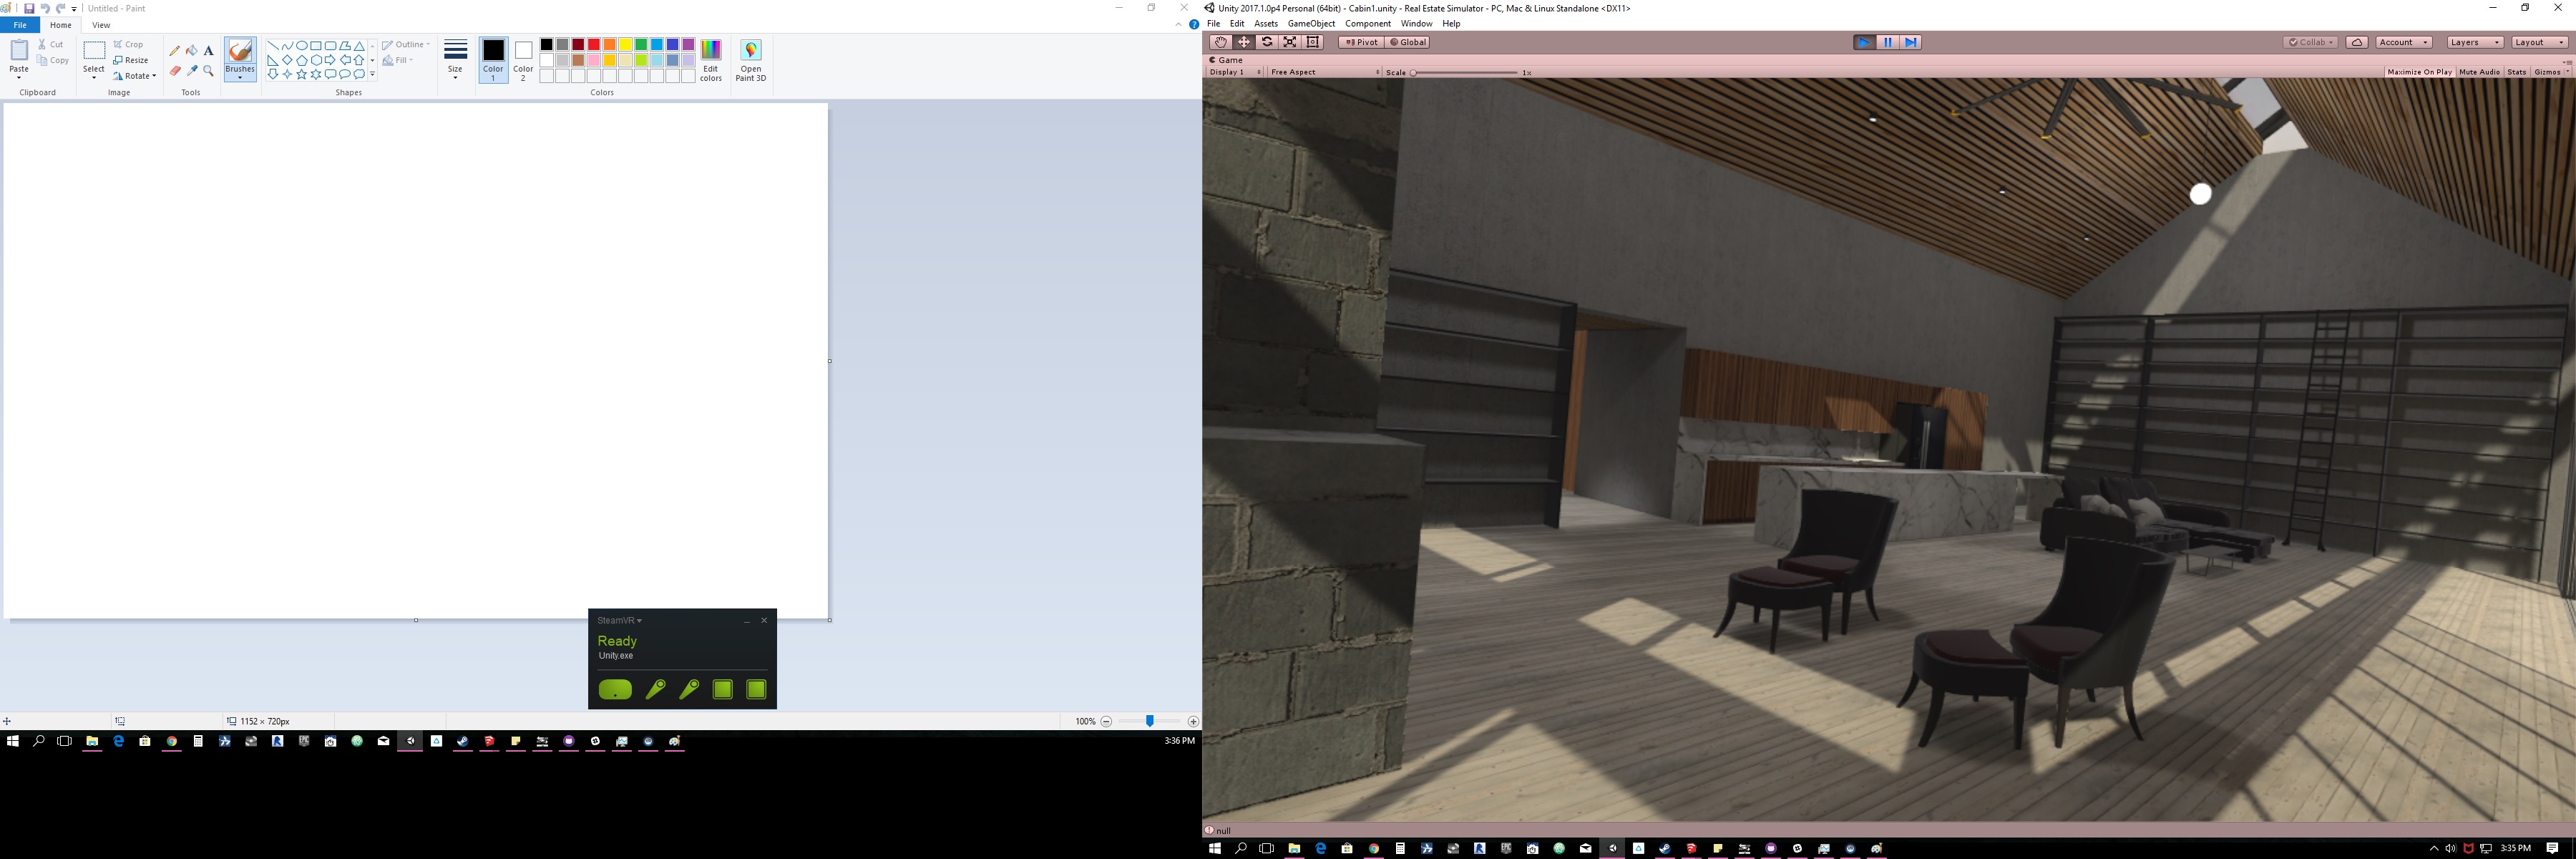 Untitled - Paint
File Home View
Paste Cut Copy Clipboard
Select Crop Resize Rotate Image
Tools
Brushes
Outline Fill Shapes
Size
Color 1 Color 2 Edit colors Colors
Open Paint 3D
SteamVR
Ready
Unity.exe
1152 × 720px
100%
3:36 PM
Unity 2017.1.0p4 Personal (64bit) - Cabin1.unity - Real Estate Simulator - PC, Mac & Linux Standalone <DX11>
File Edit Assets GameObject Component Window Help
Pivot Global Collab Account Layers Layout
Game
Display 1 Free Aspect Scale 1x Maximize On Play Mute Audio Stats Gizmos
null
3:35 PM